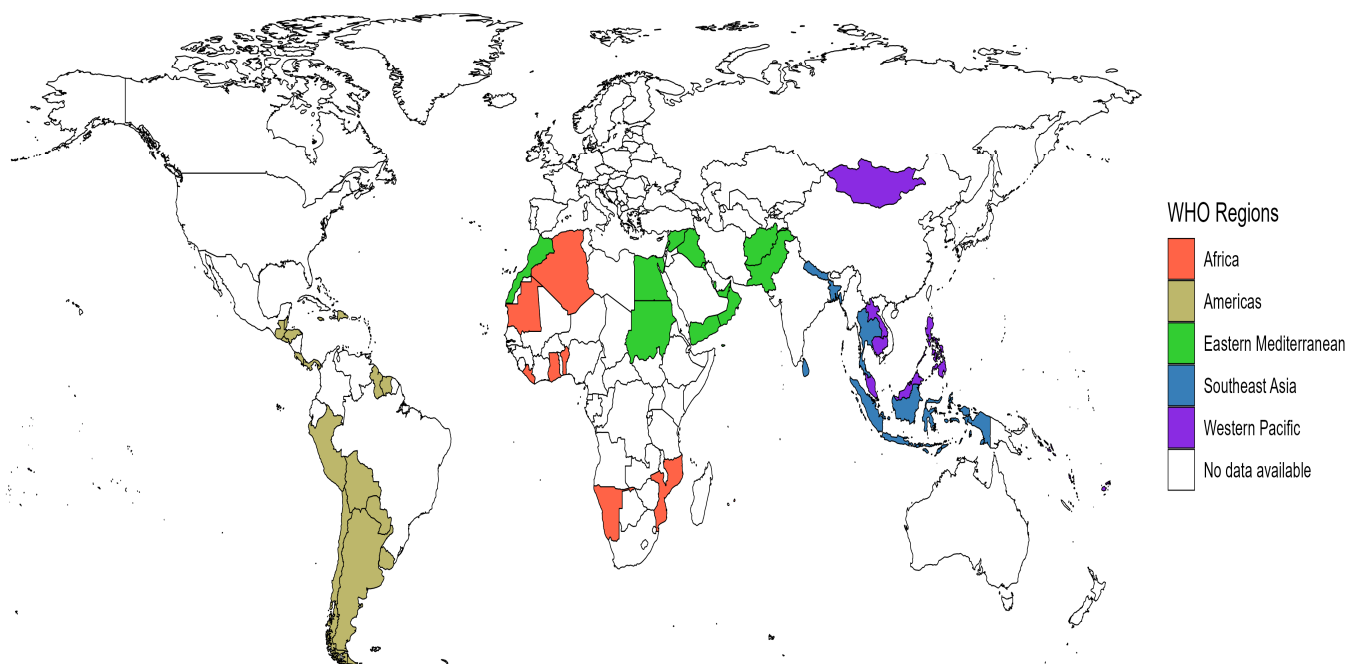 WHO Regions
Africa
Americas
Eastern Mediterranean
Southeast Asia
Western Pacific
No data available